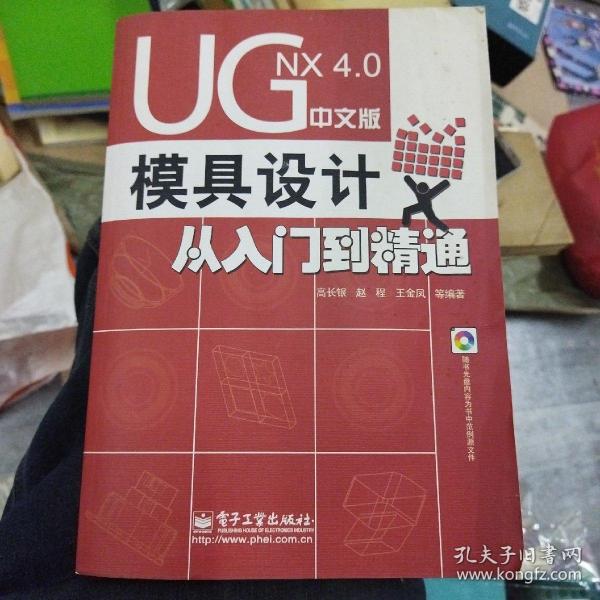 UG NX 4.0
中文版
模具设计
从入门到精通
高长银 赵 程 王金凤 等编著
随书光盘内容为书中范例源文件
電子工業出版社
PUBLISHING HOUSE OF ELECTRONICS INDUSTRY
http://www.phei.com.cn
孔夫子旧书网
www.kongfz.com